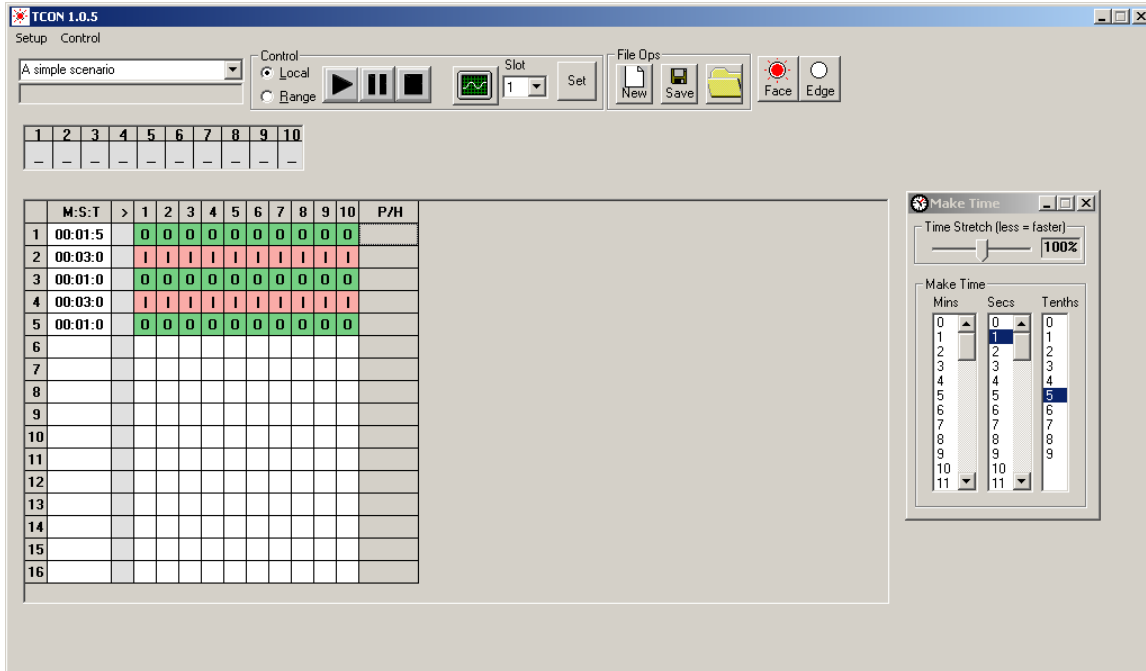 TCON 1.0.5
Setup Control
A simple scenario
Control
Local
Range
Slot
1
Set
File Ops
New Save
Face Edge
1 2 3 4 5 6 7 8 9 10
_ _ _ _ _ _ _ _ _ _
M:S:T > 1 2 3 4 5 6 7 8 9 10 P/H
1 00:01:5 0 0 0 0 0 0 0 0 0 0
2 00:03:0 I I I I I I I I I I
3 00:01:0 0 0 0 0 0 0 0 0 0 0
4 00:03:0 I I I I I I I I I I
5 00:01:0 0 0 0 0 0 0 0 0 0 0
6
7
8
9
10
11
12
13
14
15
16
Make Time
Time Stretch (less = faster)
100%
Make Time
Mins Secs Tenths
0 0 0
1 1 1
2 2 2
3 3 3
4 4 4
5 5 5
6 6 6
7 7 7
8 8 8
9 9 9
10 10
11 11